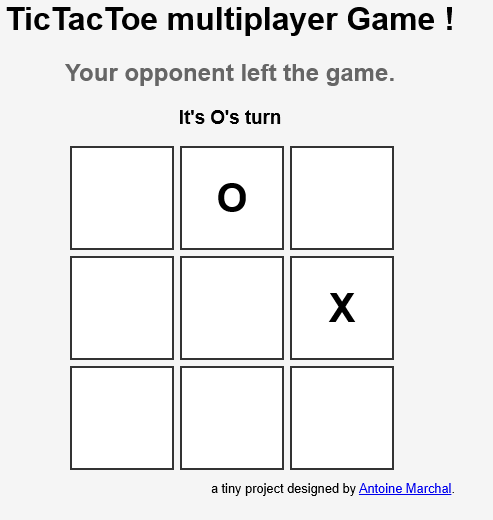 TicTacToe multiplayer Game !
Your opponent left the game.
It's O's turn
O
X
a tiny project designed by Antoine Marchal.